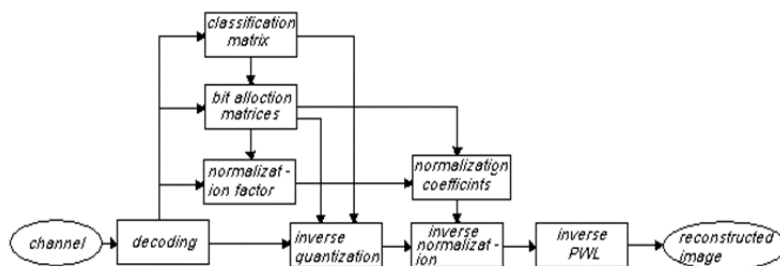 classification
matrix
bit alloction
matrices
normalizat -
ion factor
normalization
coefficints
channel
decoding
inverse
quantization
inverse
normalizat -
ion
inverse
PWL
reconstructed
image